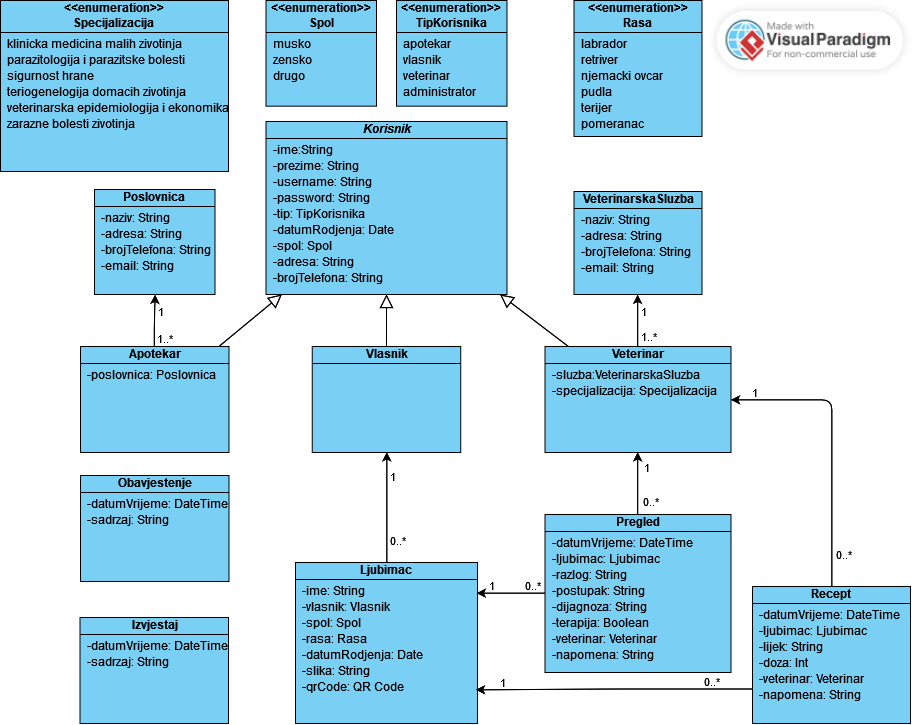 <<enumeration>>
Specijalizacija
klinicka medicina malih zivotinja
parazitologija i parazitske bolesti
sigurnost hrane
teriogenelogija domacih zivotinja
veterinarska epidemiologija i ekonomika
zarazne bolesti zivotinja
<<enumeration>>
Spol
musko
zensko
drugo
<<enumeration>>
TipKorisnika
apotekar
vlasnik
veterinar
administrator
<<enumeration>>
Rasa
labrador
retriver
njemacki ovcar
pudla
terijer
pomeranac
Made with
Visual Paradigm
For non-commercial use
Korisnik
-ime:String
-prezime: String
-username: String
-password: String
-tip: TipKorisnika
-datumRodjenja: Date
-spol: Spol
-adresa: String
-brojTelefona: String
Poslovnica
-naziv: String
-adresa: String
-brojTelefona: String
-email: String
VeterinarskaSluzba
-naziv: String
-adresa: String
-brojTelefona: String
-email: String
1
1..*
1
1..*
Apotekar
-poslovnica: Poslovnica
Vlasnik
Veterinar
-sluzba:VeterinarskaSluzba
-specijalizacija: Specijalizacija
1
1
0..*
1
0..*
0..*
Obavjestenje
-datumVrijeme: DateTime
-sadrzaj: String
Izvjestaj
-datumVrijeme: DateTime
-sadrzaj: String
Ljubimac
-ime: String
-vlasnik: Vlasnik
-spol: Spol
-rasa: Rasa
-datumRodjenja: Date
-slika: String
-qrCode: QR Code
1
0..*
Pregled
-datumVrijeme: DateTime
-ljubimac: Ljubimac
-razlog: String
-postupak: String
-dijagnoza: String
-terapija: Boolean
-veterinar: Veterinar
-napomena: String
1
0..*
Recept
-datumVrijeme: DateTime
-ljubimac: Ljubimac
-lijek: String
-doza: Int
-veterinar: Veterinar
-napomena: String